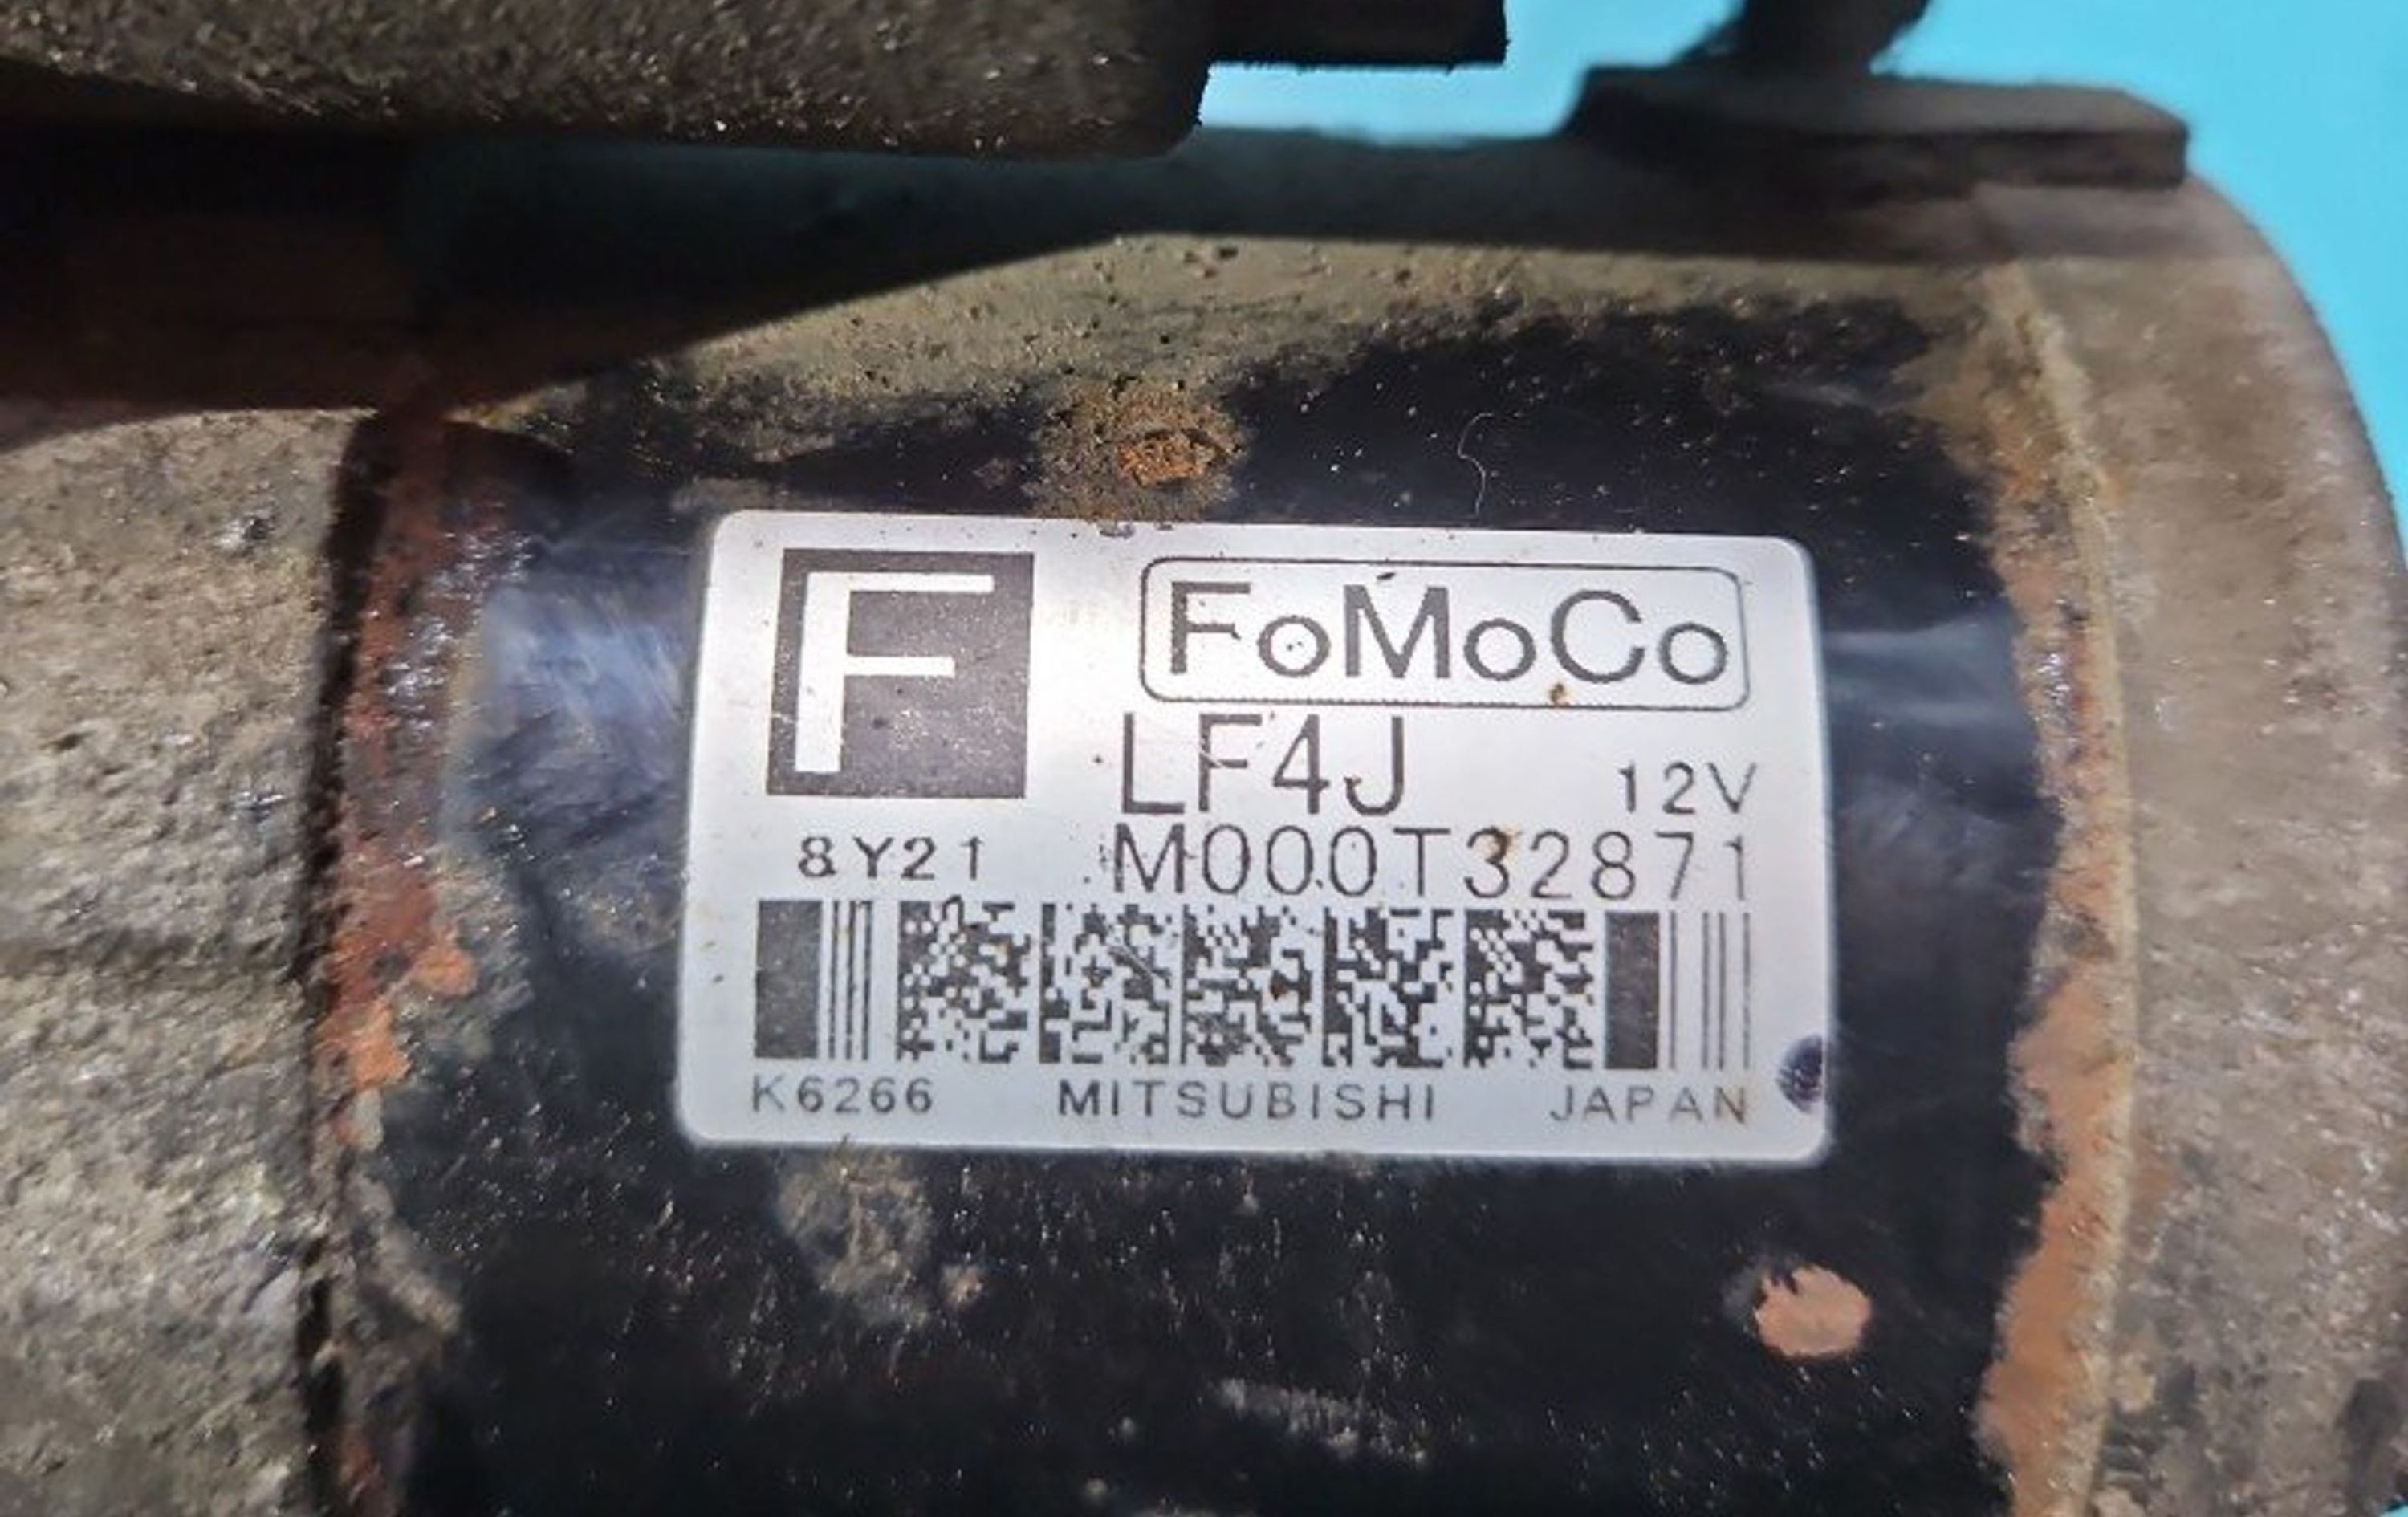 F
FoMoCo
LF4J
12V
8Y21
M000T32871
K6266 MITSUBISHI JAPAN